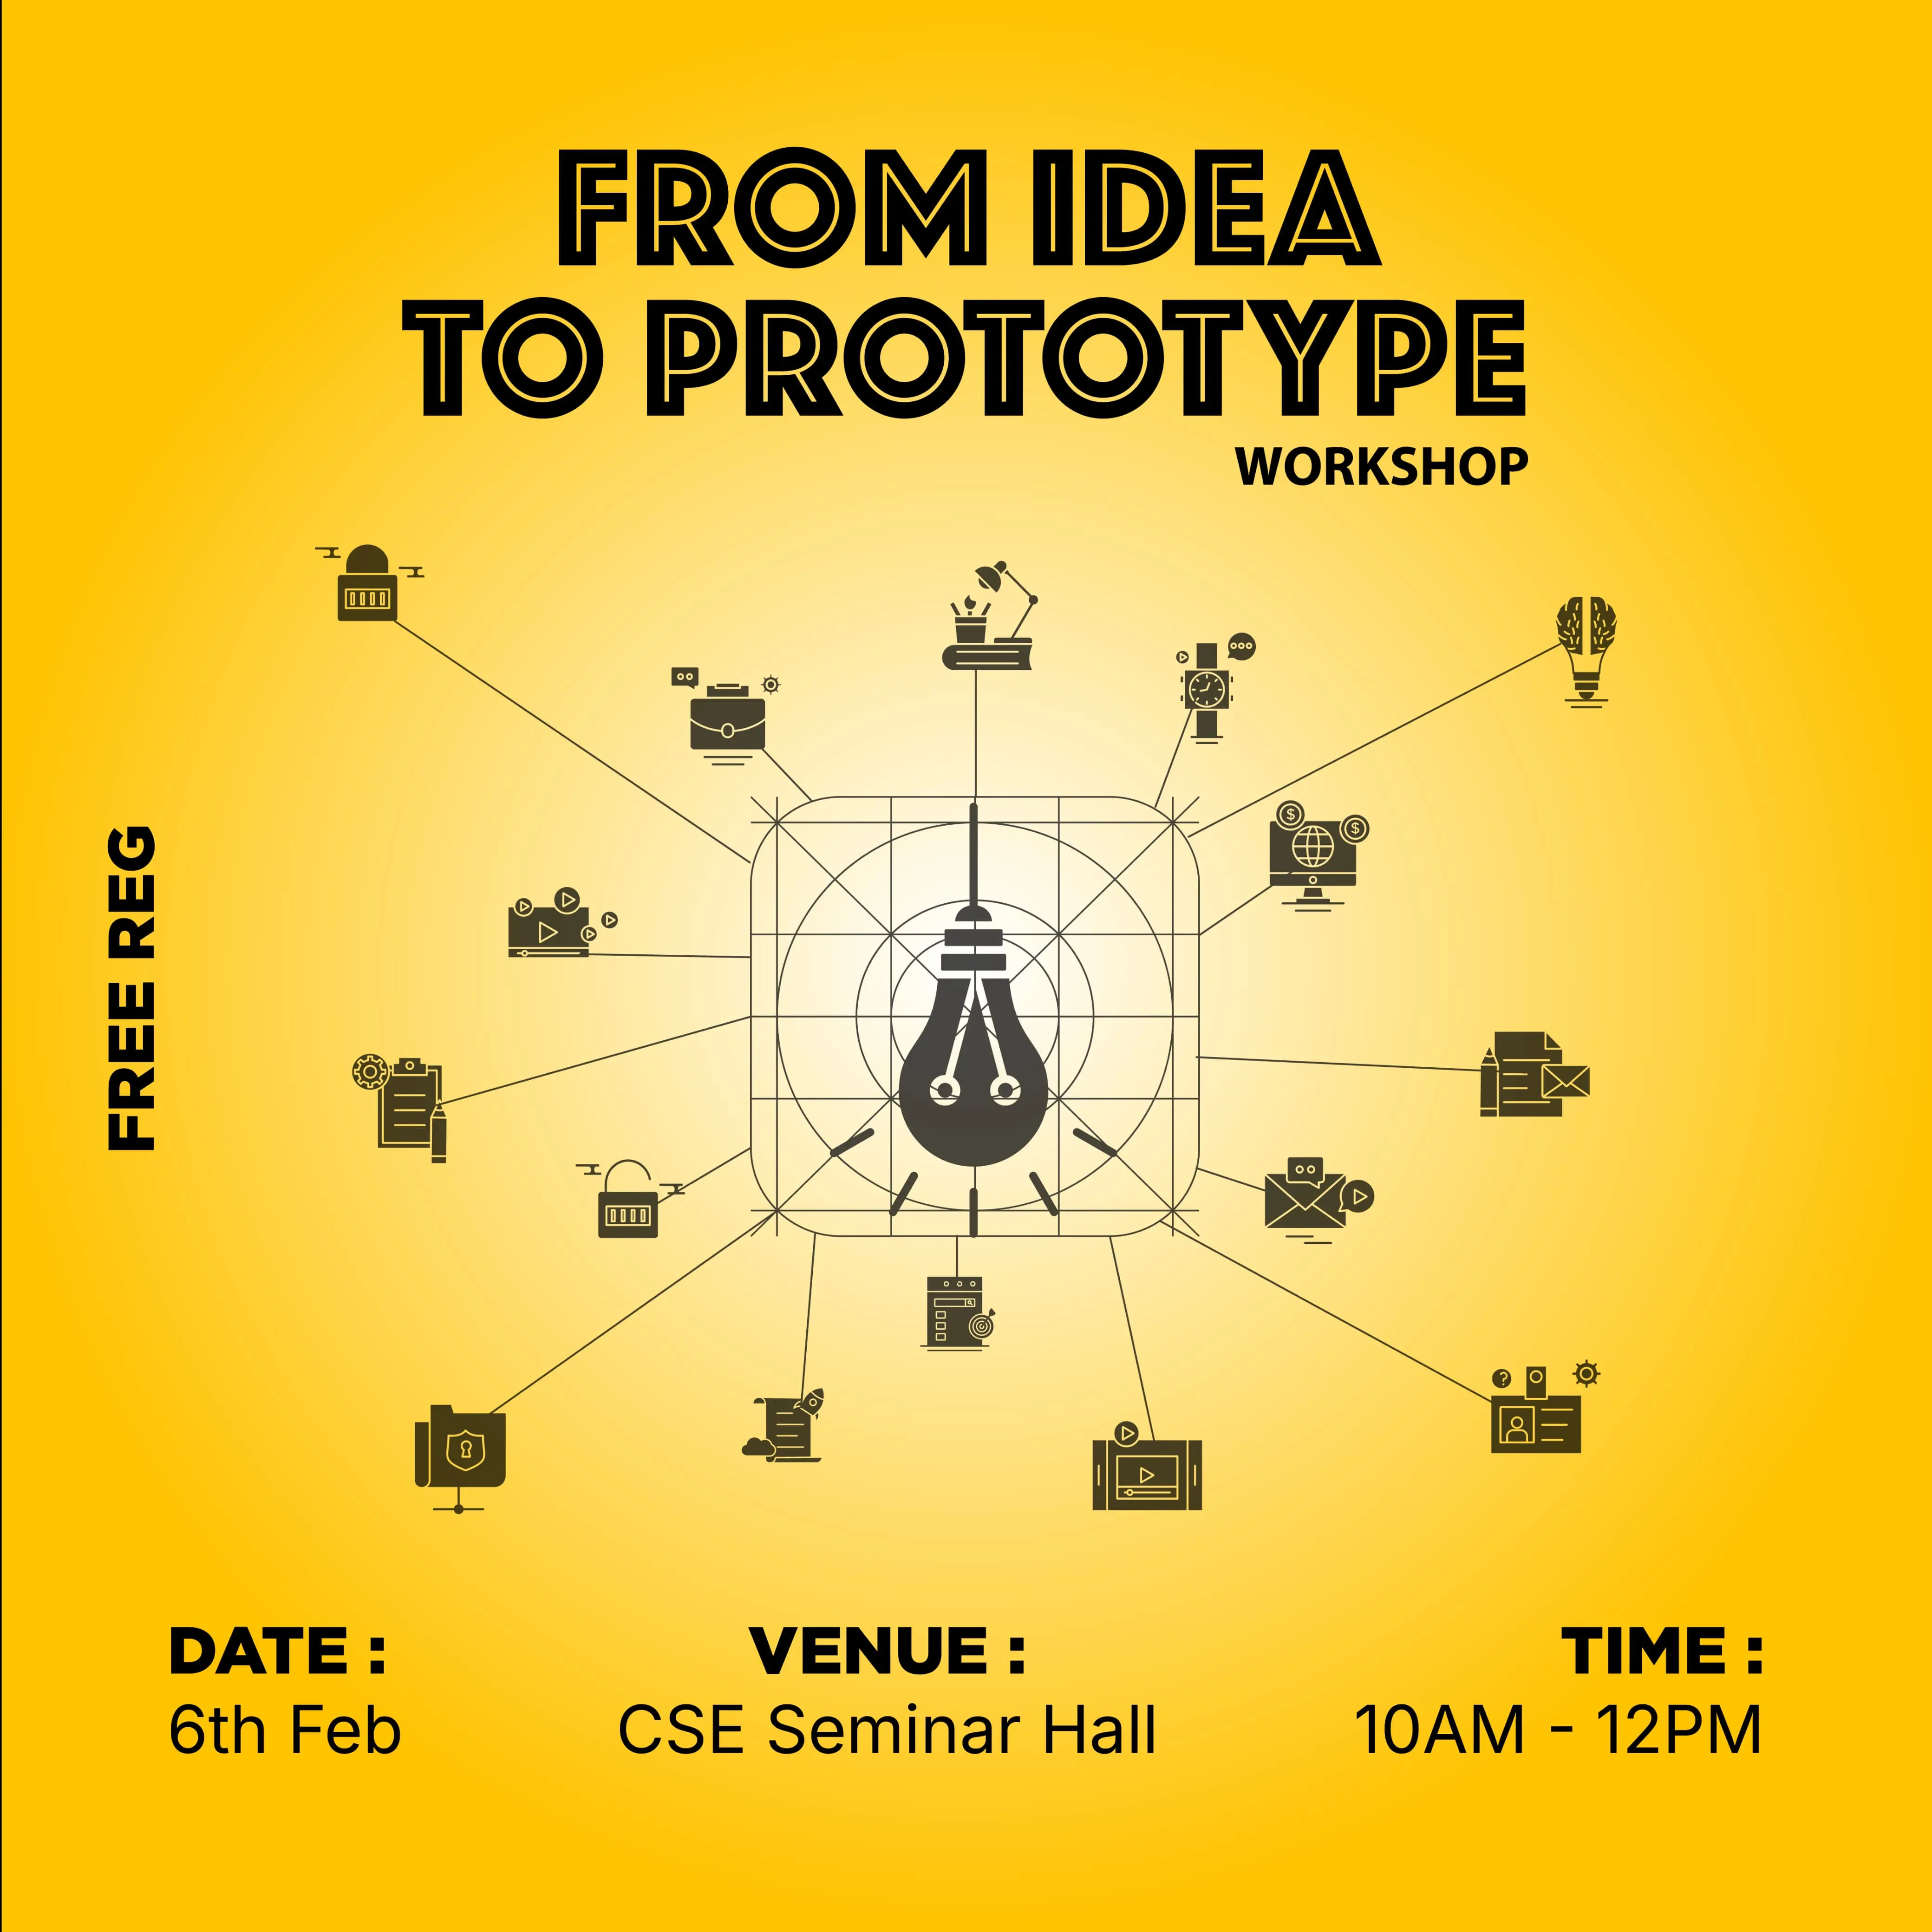 FROM IDEA
TO PROTOTYPE
WORKSHOP
FREE REG
DATE :
6th Feb
VENUE :
CSE Seminar Hall
TIME :
10AM - 12PM